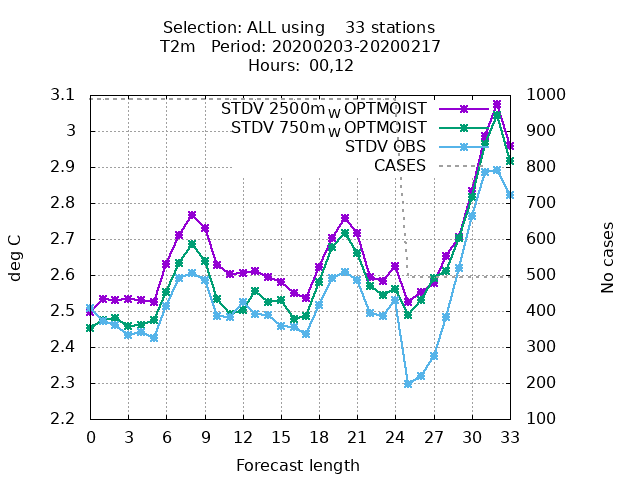 Selection: ALL using 33 stations
T2m Period: 20200203-20200217
Hours: 00,12
STDV 2500m_W OPTMOIST
STDV 750m_W OPTMOIST
STDV OBS
CASES
3.1
3
2.9
2.8
2.7
2.6
2.5
2.4
2.3
2.2
deg C
1000
900
800
700
600
500
400
300
200
100
No cases
0 3 6 9 12 15 18 21 24 27 30 33
Forecast length